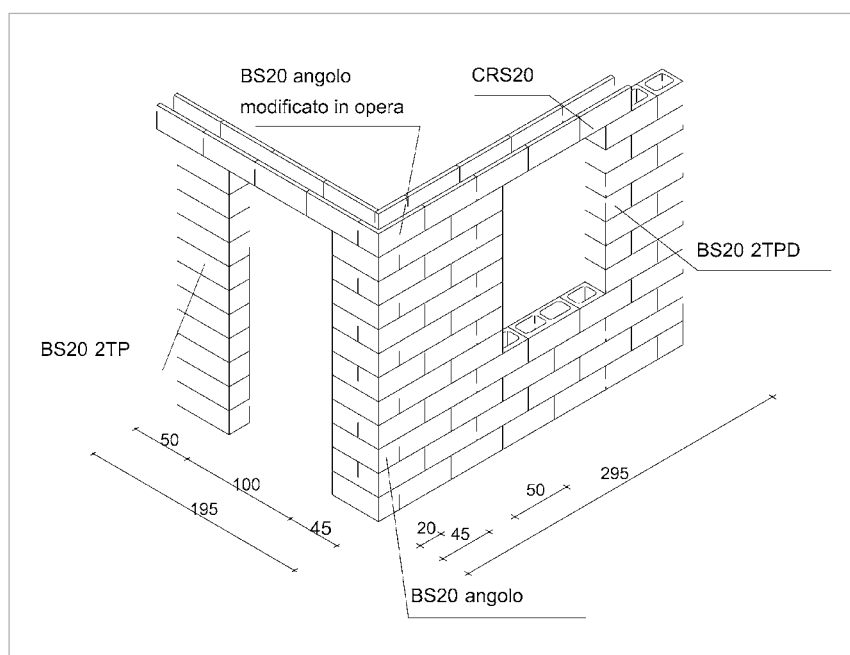 BS20 angolo
modificato in opera
CRS20
BS20 2TPD
BS20 2TP
50
100
195
45
295
50
20
45
BS20 angolo